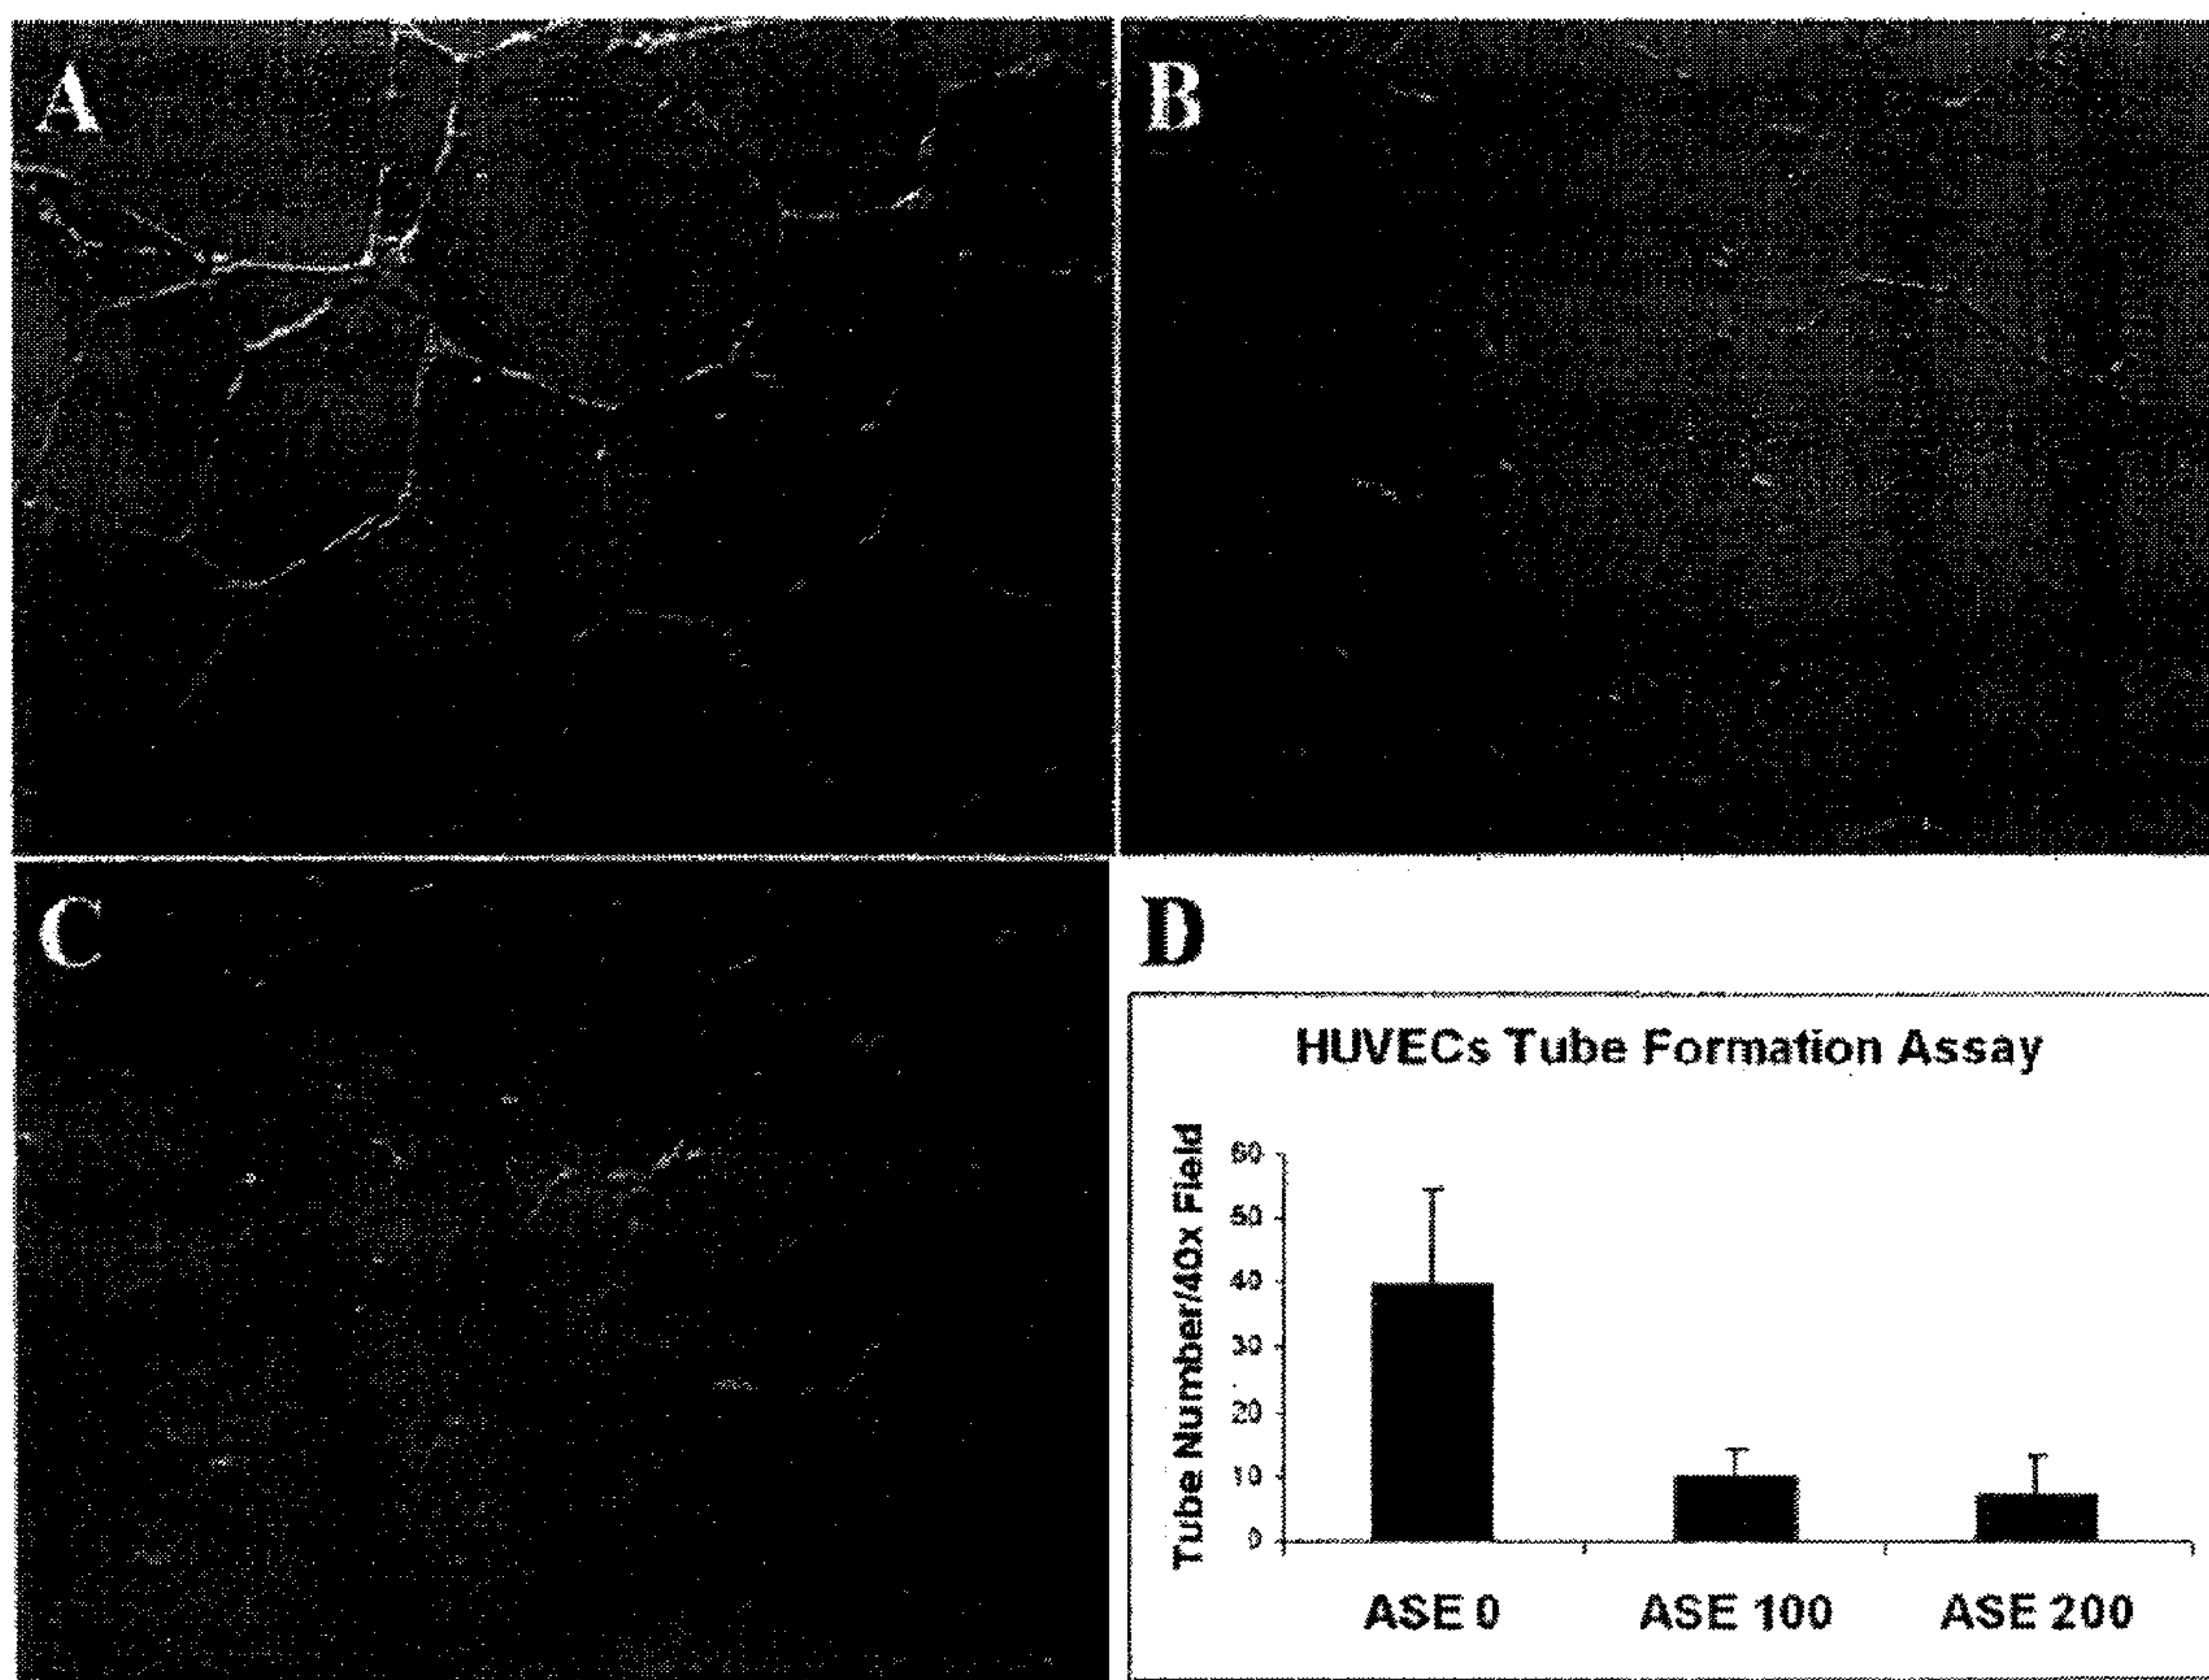 A
B
C
D
HUVECs Tube Formation Assay
Tube Number/40x Field
60
50
40
30
20
10
0
ASE 0
ASE 100
ASE 200